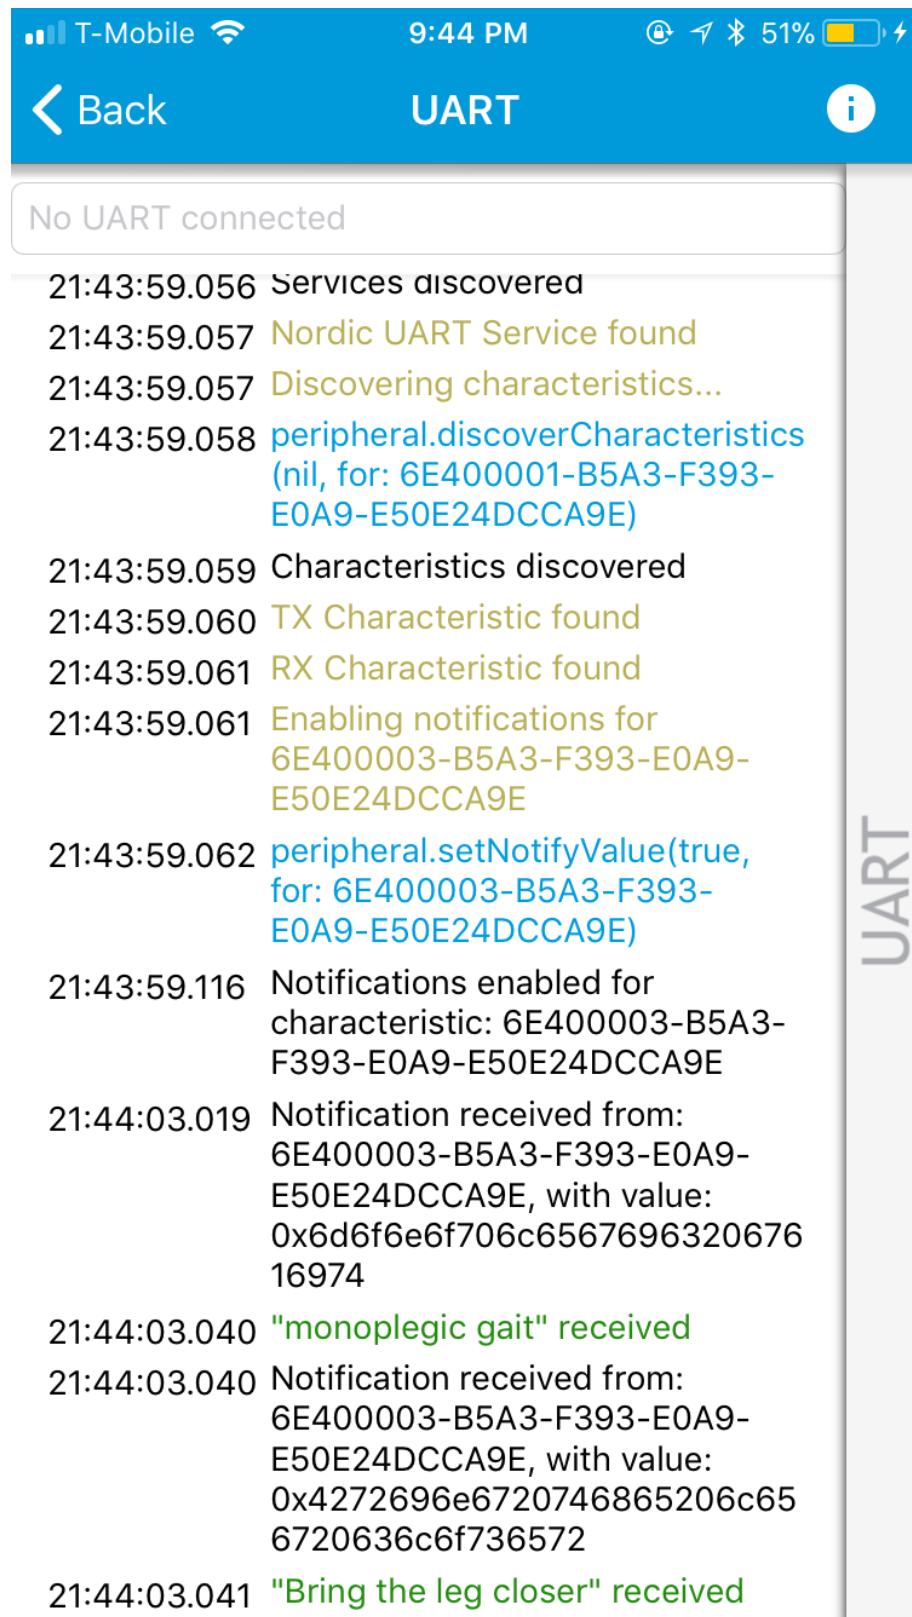 T-Mobile 9:44 PM 51%
Back UART i
No UART connected
21:43:59.056 Services discovered
21:43:59.057 Nordic UART Service found
21:43:59.057 Discovering characteristics...
21:43:59.058 peripheral.discoverCharacteristics
(nil, for: 6E400001-B5A3-F393-
E0A9-E50E24DCCA9E)
21:43:59.059 Characteristics discovered
21:43:59.060 TX Characteristic found
21:43:59.061 RX Characteristic found
21:43:59.061 Enabling notifications for
6E400003-B5A3-F393-E0A9-
E50E24DCCA9E
21:43:59.062 peripheral.setNotifyValue(true,
for: 6E400003-B5A3-F393-
E0A9-E50E24DCCA9E)
21:43:59.116 Notifications enabled for
characteristic: 6E400003-B5A3-
F393-E0A9-E50E24DCCA9E
21:44:03.019 Notification received from:
6E400003-B5A3-F393-E0A9-
E50E24DCCA9E, with value:
0x6d6f6e6f706c6567696320676
16974
21:44:03.040 "monoplegic gait" received
21:44:03.040 Notification received from:
6E400003-B5A3-F393-E0A9-
E50E24DCCA9E, with value:
0x4272696e6720746865206c65
6720636c6f736572
21:44:03.041 "Bring the leg closer" received
UART